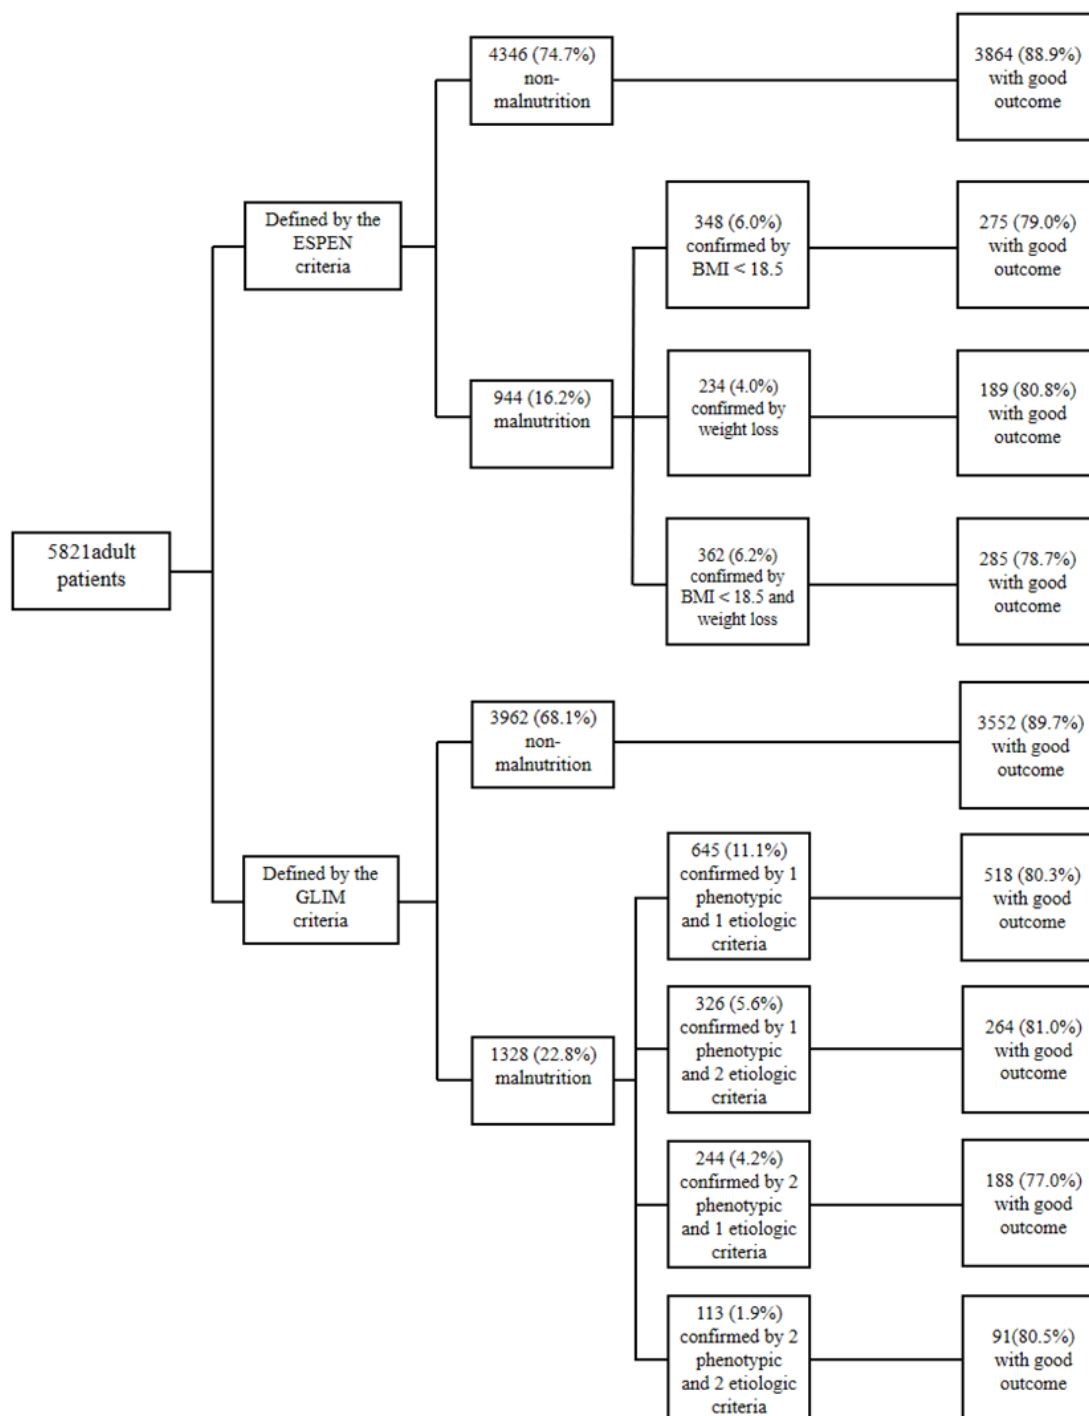 5821adult
patients
Defined by the
ESPEN
criteria
4346 (74.7%)
non-
malnutrition
3864 (88.9%)
with good
outcome
944 (16.2%)
malnutrition
348 (6.0%)
confirmed by
BMI < 18.5
275 (79.0%)
with good
outcome
234 (4.0%)
confirmed by
weight loss
189 (80.8%)
with good
outcome
362 (6.2%)
confirmed by
BMI < 18.5 and
weight loss
285 (78.7%)
with good
outcome
Defined by the
GLIM
criteria
3962 (68.1%)
non-
malnutrition
3552 (89.7%)
with good
outcome
1328 (22.8%)
malnutrition
645 (11.1%)
confirmed by 1
phenotypic
and 1 etiologic
criteria
518 (80.3%)
with good
outcome
326 (5.6%)
confirmed by 1
phenotypic
and 2 etiologic
criteria
264 (81.0%)
with good
outcome
244 (4.2%)
confirmed by 2
phenotypic
and 1 etiologic
criteria
188 (77.0%)
with good
outcome
113 (1.9%)
confirmed by 2
phenotypic
and 2 etiologic
criteria
91(80.5%)
with good
outcome